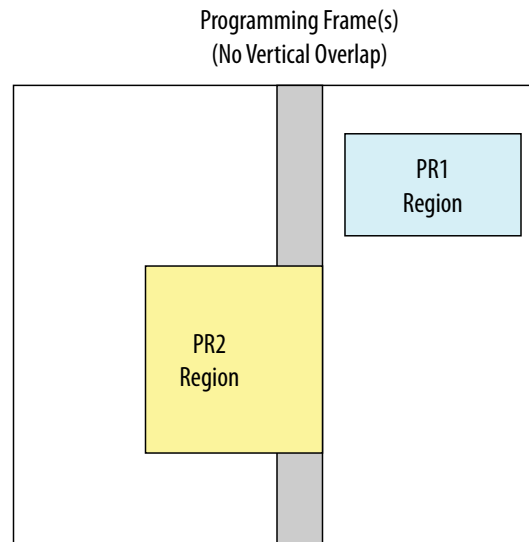 Programming Frame(s)
(No Vertical Overlap)
PR1
Region
PR2
Region